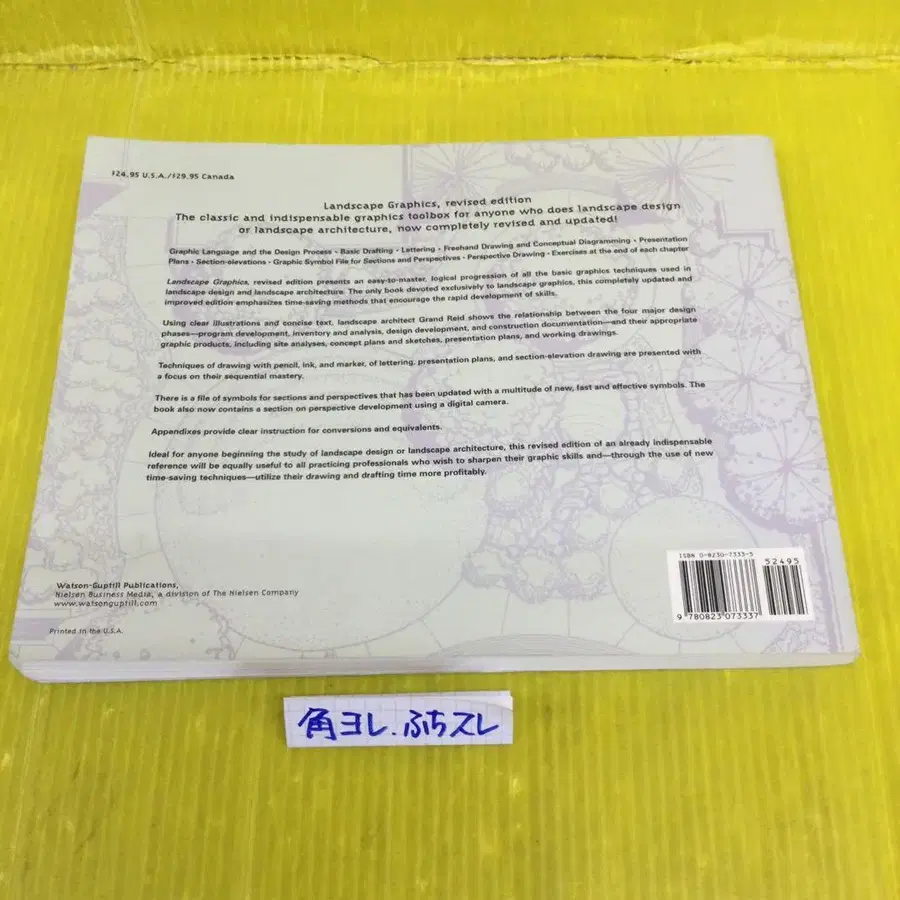 $24.95 U.S.A./$29.95 Canada
Landscape Graphics, revised edition
The classic and indispensable graphics toolbox for anyone who does landscape design
or landscape architecture, now completely revised and updated!
Graphic Language and the Design Process • Basic Drafting • Lettering • Freehand Drawing and Conceptual Diagramming • Presentation
Plans • Section-elevations • Graphic Symbol File for Sections and Perspectives • Perspective Drawing • Exercises at the end of each chapter
Landscape Graphics, revised edition presents an easy-to-master, logical progression of all the basic graphics techniques used in
landscape design and landscape architecture. The only book devoted exclusively to landscape graphics, this completely updated and
improved edition emphasizes time-saving methods that encourage the rapid development of skills.
Using clear illustrations and concise text, landscape architect Grand Reid shows the relationship between the four major design
phases—program development, inventory and analysis, design development, and construction documentation—and their appropriate
graphic products, including site analyses, concept plans and sketches, presentation plans, and working drawings.
Techniques of drawing with pencil, ink, and marker, of lettering, presentation plans, and section-elevation drawing are presented with
a focus on their sequential mastery.
There is a file of symbols for sections and perspectives that has been updated with a multitude of new, fast and effective symbols. The
book also now contains a section on perspective development using a digital camera.
Appendixes provide clear instruction for conversions and equivalents.
Ideal for anyone beginning the study of landscape design or landscape architecture, this revised edition of an already indispensable
reference will be equally useful to all practicing professionals who wish to sharpen their graphic skills and—through the use of new
time-saving techniques—utilize their drawing and drafting time more profitably.
Watson-Guptill Publications,
Nielsen Business Media, a division of The Nielsen Company
www.watsonguptill.com
Printed in the U.S.A.
ISBN 0-8230-7333-5
52495
9 780823 073337
角ヨレ.ふちスレ